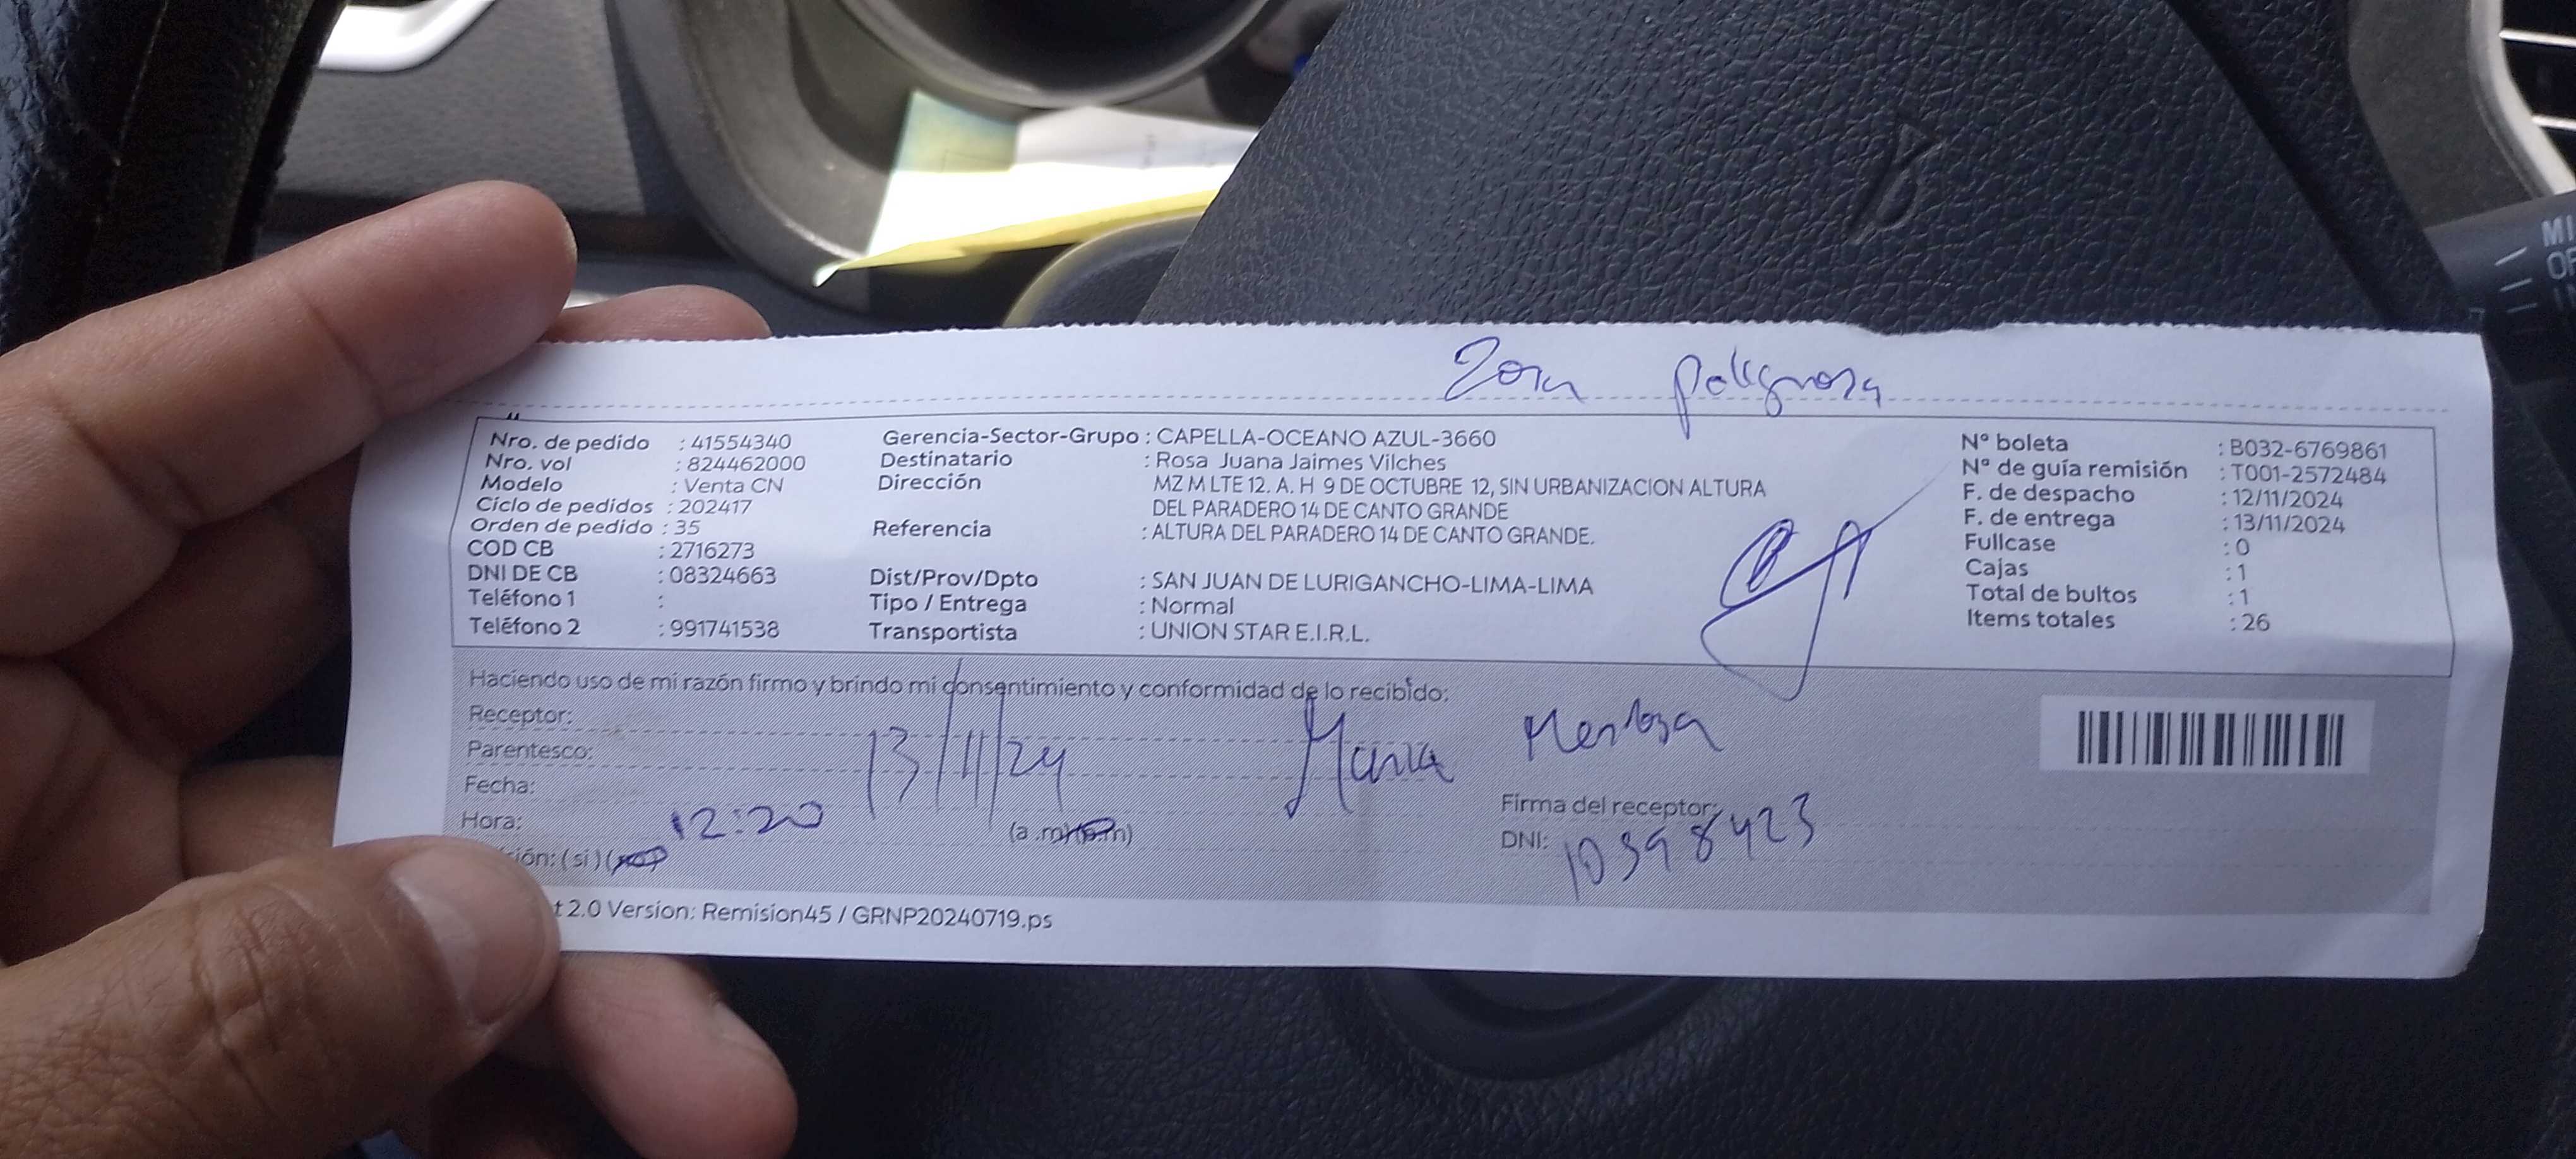 Zona peligrosa
Nro. de pedido : 41554340
Nro. vol : 824462000
Modelo : Venta CN
Ciclo de pedidos : 202417
Orden de pedido : 35
COD CB : 2716273
DNI DE CB : 08324663
Teléfono 1 :
Teléfono 2 : 991741538
Gerencia-Sector-Grupo : CAPELLA-OCEANO AZUL-3660
Destinatario : Rosa Juana Jaimes Vilches
Dirección MZ M LTE 12. A. H 9 DE OCTUBRE 12, SIN URBANIZACION ALTURA
DEL PARADERO 14 DE CANTO GRANDE
Referencia : ALTURA DEL PARADERO 14 DE CANTO GRANDE.
Dist/Prov/Dpto : SAN JUAN DE LURIGANCHO-LIMA-LIMA
Tipo / Entrega : Normal
Transportista : UNION STAR E.I.R.L.
N° boleta : B032-6769861
N° de guía remisión : T001-2572484
F. de despacho : 12/11/2024
F. de entrega : 13/11/2024
Fullcase : 0
Cajas : 1
Total de bultos : 1
Items totales : 26
Haciendo uso de mi razón firmo y brindo mi consentimiento y conformidad de lo recibido:
Receptor:
Parentesco:
Fecha: 13/11/24
Maria Mendoza
Hora: 12:20 (a.m)(p.m)
Firma del receptor:
DNI: 10398423
ión: (si) (no)
t 2.0 Version: Remision45 / GRNP20240719.ps
MI
OF